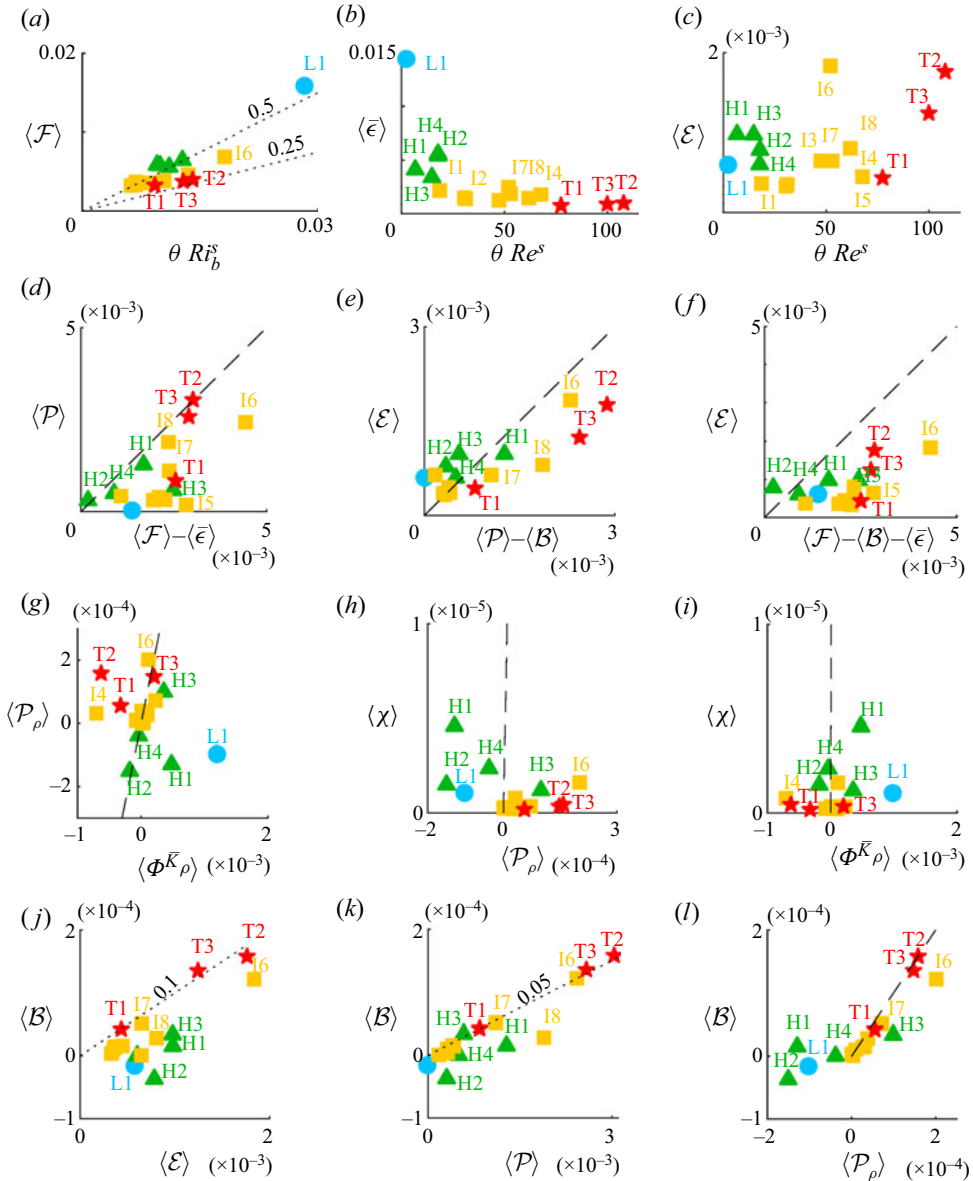 (a)
0.02
L1
⟨F⟩
0.5
I6
0.25
T2
T1
T3
0
0.03
θ Ri_b^s
(b)
0.015
L1
⟨ε̄⟩
H4
H1
H2
H3
I1
I2
I7 I8 I4
T1
T3 T2
0
50
100
θ Re^s
(c)
(×10⁻³)
2
T2
T3
I6
H1
H3
I3
I7
I8
⟨ℰ⟩
H2
H4
I4
T1
L1
I1
I5
0
50
100
θ Re^s
(d)
(×10⁻³)
5
T2
T3
I6
⟨P⟩
I8
H1
I7
T1
H2
H4
H3
I5
0
5
⟨F⟩−⟨ε̄⟩
(×10⁻³)
(e)
(×10⁻³)
3
I6
T2
⟨ℰ⟩
T3
H2
H3
H1
I8
I7
T1
0
3
⟨P⟩−⟨B⟩
(×10⁻³)
(f)
(×10⁻³)
5
⟨ℰ⟩
T2
I6
T3
H2
H4
H1
I5
T1
0
5
⟨F⟩−⟨B⟩−⟨ε̄⟩
(×10⁻³)
(g)
(×10⁻⁴)
2
I6
T2
T3
H3
T1
I4
⟨P_ρ⟩
0
L1
H4
H2
H1
−2
−1
0
2
⟨Φ^K̄ρ⟩
(×10⁻³)
(h)
(×10⁻⁵)
1
⟨χ⟩
H1
H4
H2
L1
H3
I6
T2
T3
0
−2
0
3
⟨P_ρ⟩
(×10⁻⁴)
(i)
(×10⁻⁵)
1
⟨χ⟩
H1
H4
H2
I4
H3
L1
T1
T3
0
−1
0
2
⟨Φ^K̄ρ⟩
(×10⁻³)
(j)
(×10⁻⁴)
2
T2
T3
I6
0.1
⟨B⟩
T1
I7
I8
H3
H1
0
L1
H2
−1
0
2
⟨ℰ⟩
(×10⁻³)
(k)
(×10⁻⁴)
2
T3
T2
I6
0.05
⟨B⟩
T1
I7
H1
I8
0
H4
H2
−1
0
3
⟨P⟩
(×10⁻³)
(l)
(×10⁻⁴)
2
T2
T3
I6
⟨B⟩
I7
T1
H1
L1
H4
H3
0
H2
−1
−2
0
2
⟨P_ρ⟩
(×10⁻⁴)